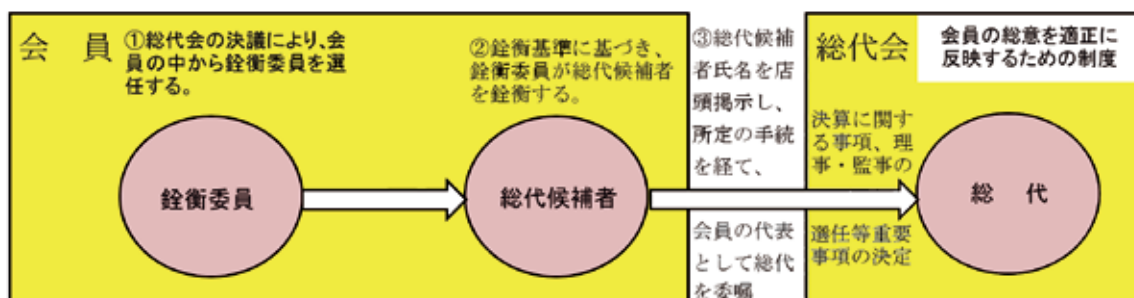 会 員
①総代会の決議により、会
員の中から銓衡委員を選
任する。
銓衡委員
②銓衡基準に基づき、
銓衡委員が総代候補者
を銓衡する。
総代候補者
③総代候補
者氏名を店
頭掲示し、
所定の手続
を経て、
会員の代表
として総代
を委嘱
総代会
会員の総意を適正に
反映するための制度
決算に関す
る事項、理
事・監事の
選任等重要
事項の決定
総 代